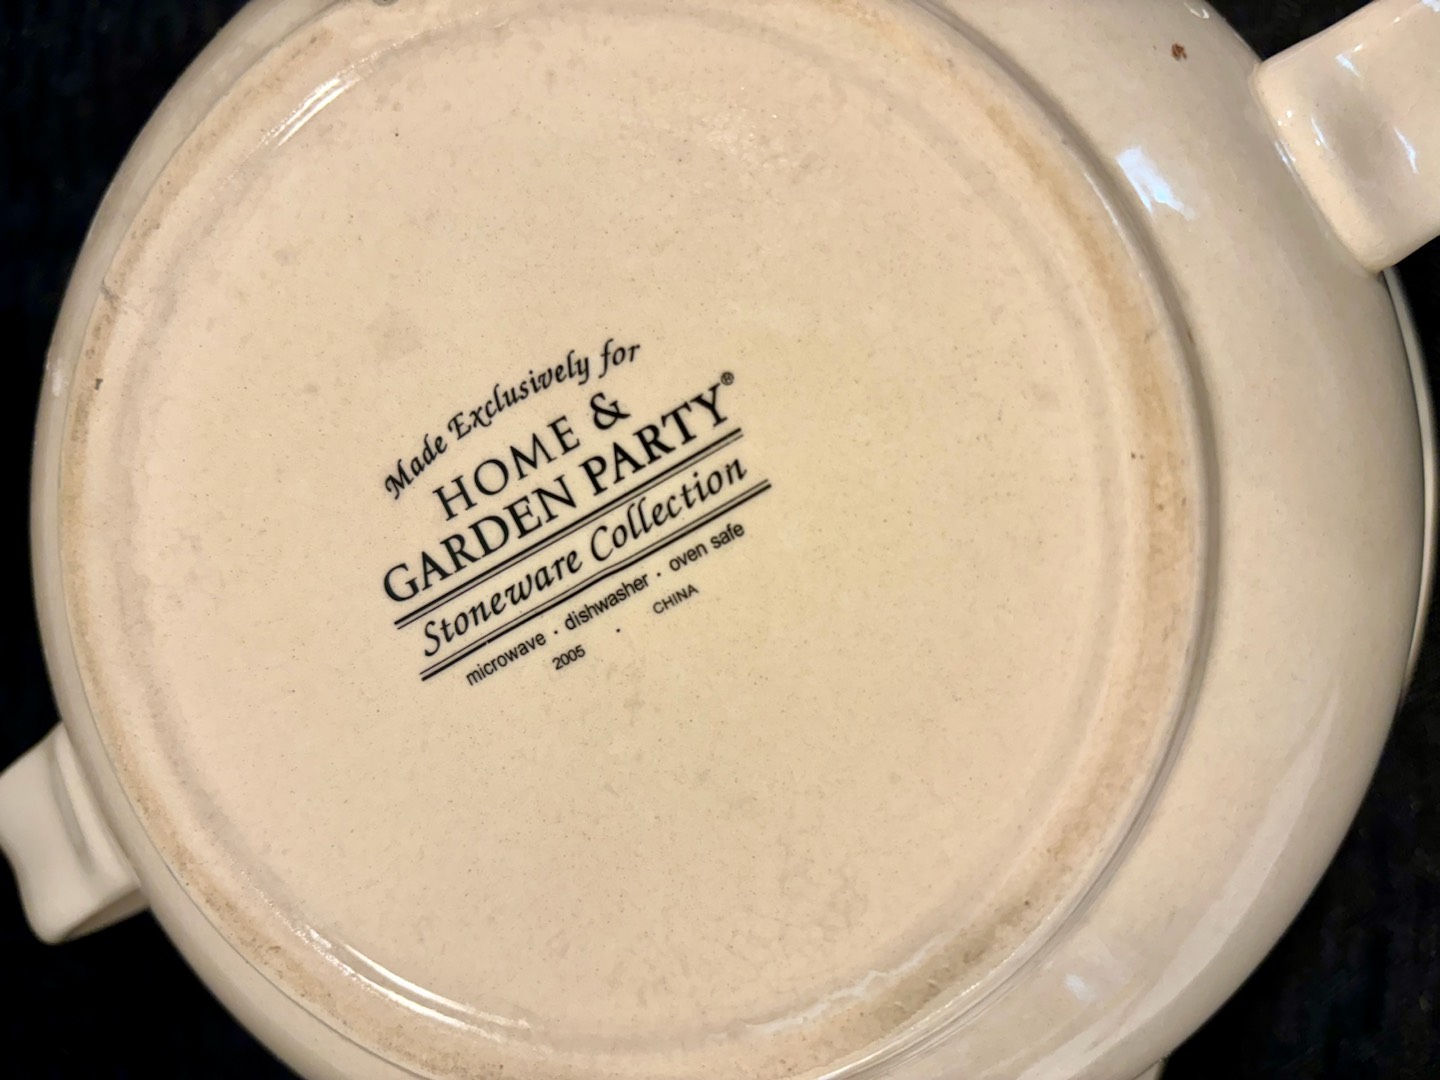 Made Exclusively for
HOME &
GARDEN PARTY®
Stoneware Collection
microwave · dishwasher · oven safe
2005 · CHINA